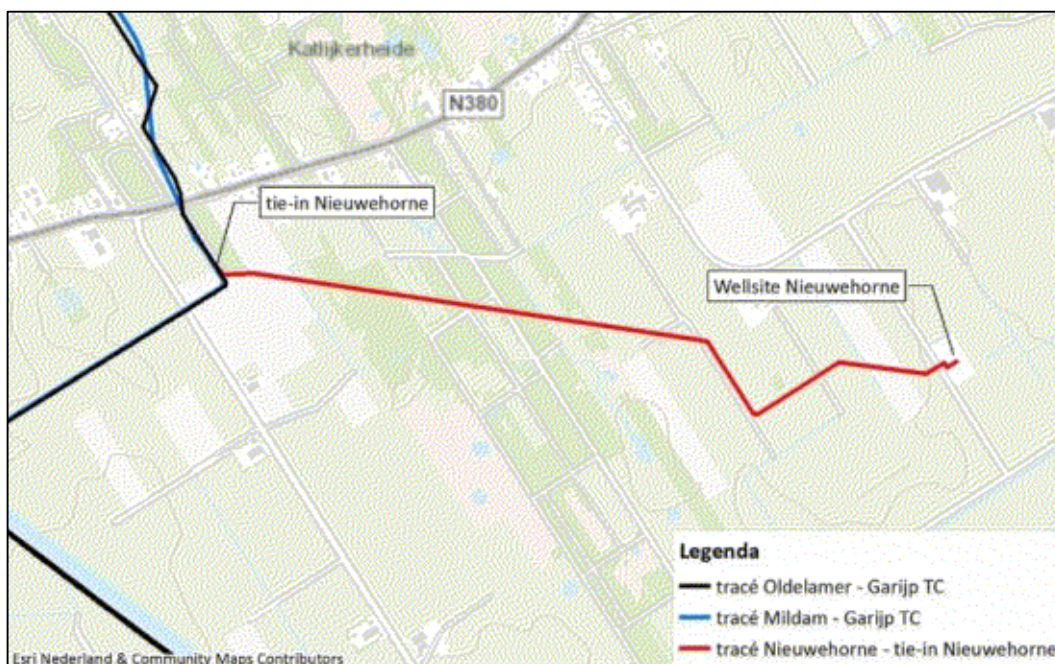 Katlijkerheide
N380
tie-in Nieuwehorne
Wellsite Nieuwehorne
Legenda
tracé Oldelamer - Garijp TC
tracé Mildam - Garijp TC
tracé Nieuwehorne - tie-in Nieuwehorne
Esri Nederland & Community Maps Contributors